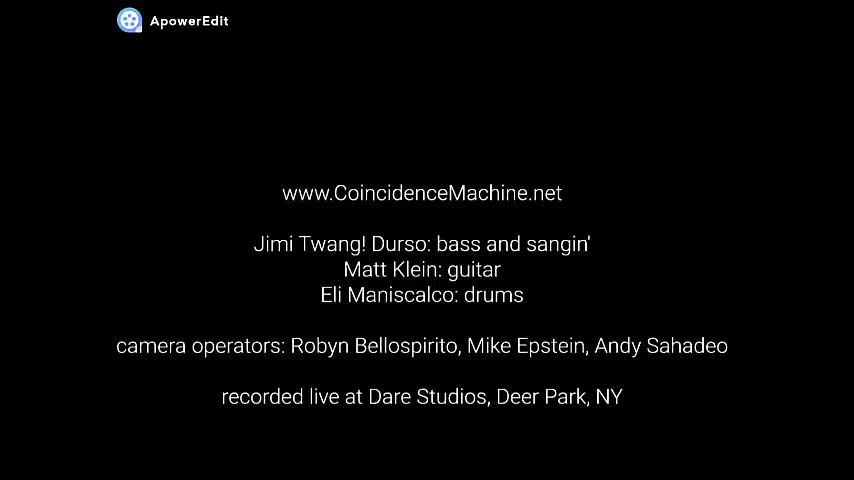 ApowerEdit
www.CoincidenceMachine.net
Jimi Twang! Durso: bass and sangin'
Matt Klein: guitar
Eli Maniscalco: drums
camera operators: Robyn Bellospirito, Mike Epstein, Andy Sahadeo
recorded live at Dare Studios, Deer Park, NY